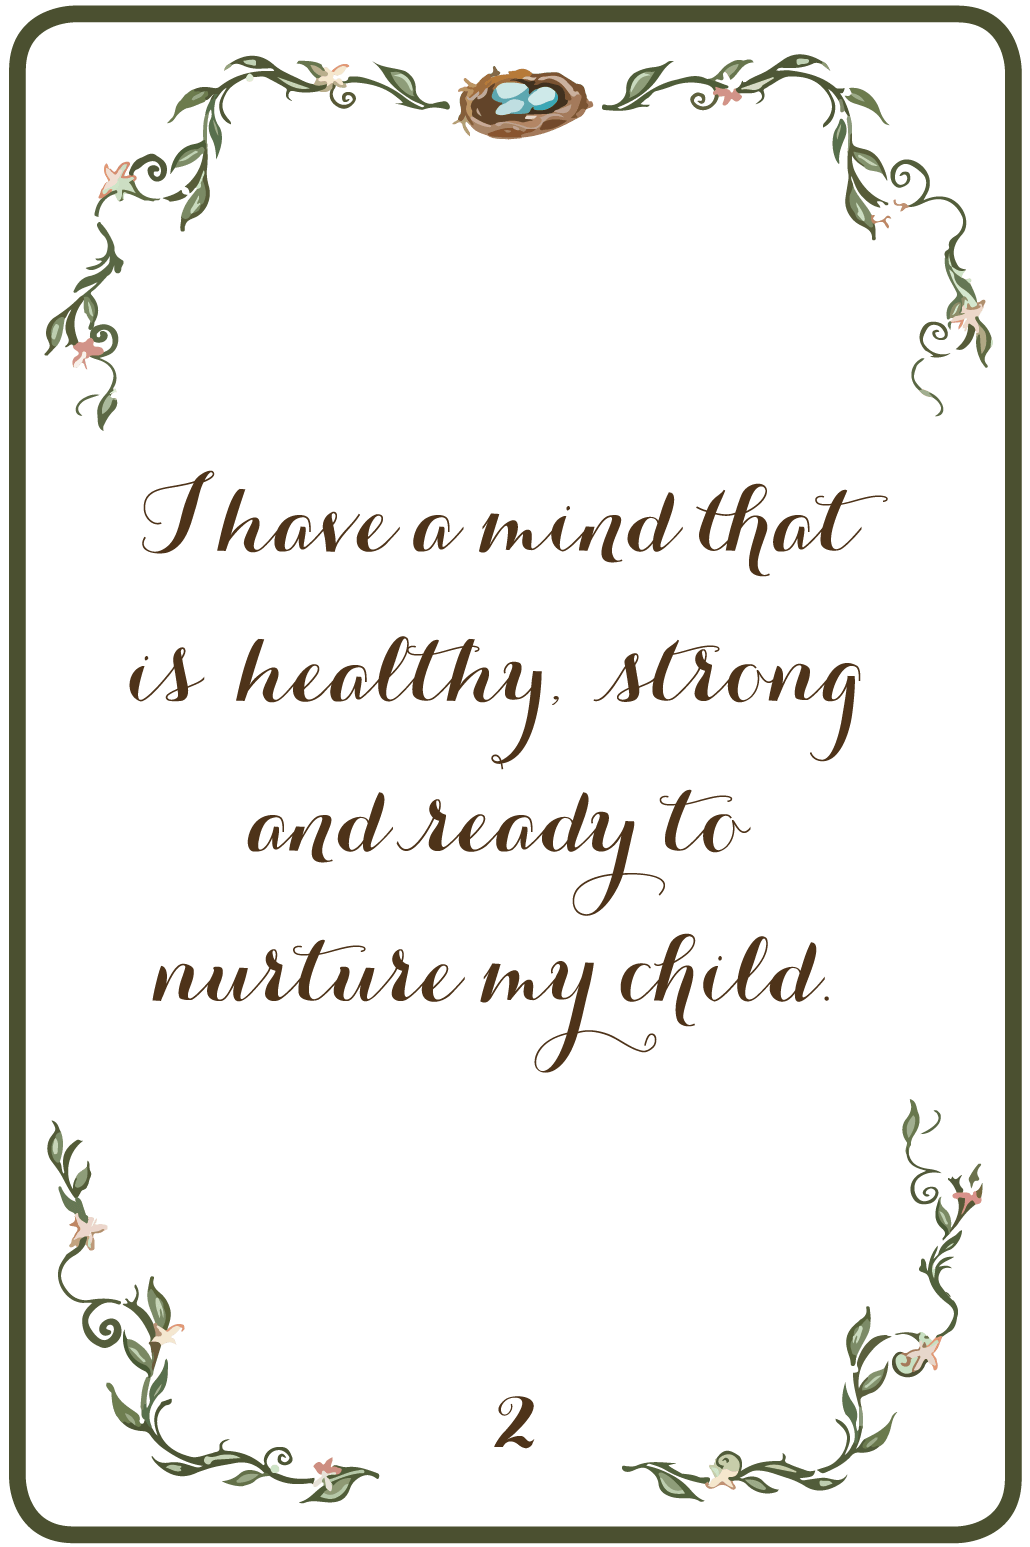 I have a mind that
is healthy, strong
and ready to
nurture my child.
2